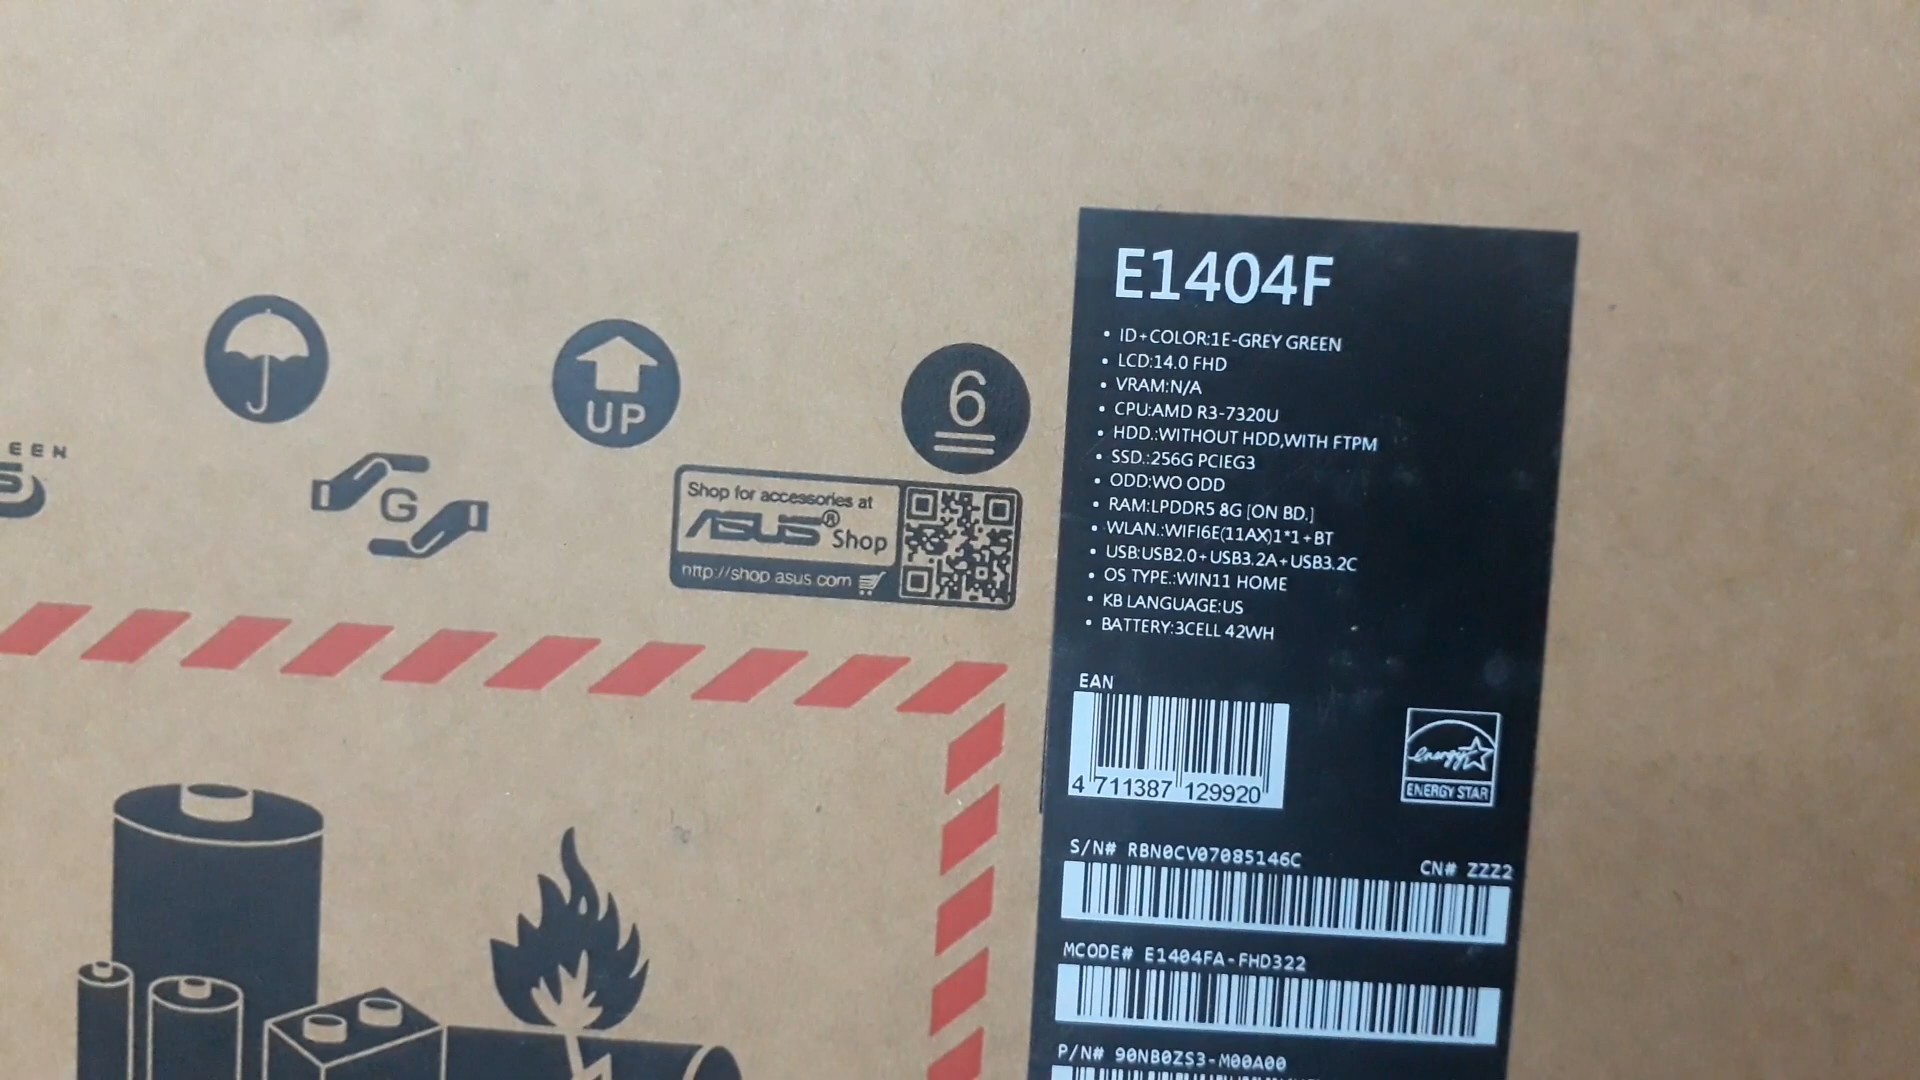 EEN
UP
6
G
Shop for accessories at
ASUS® Shop
http://shop.asus.com
E1404F
• ID+COLOR:1E-GREY GREEN
• LCD:14.0 FHD
• VRAM:N/A
• CPU:AMD R3-7320U
• HDD.:WITHOUT HDD,WITH FTPM
• SSD.:256G PCIEG3
• ODD:WO ODD
• RAM:LPDDR5 8G [ON BD.]
• WLAN.:WIFI6E(11AX)1*1+BT
• USB:USB2.0+USB3.2A+USB3.2C
• OS TYPE.:WIN11 HOME
• KB LANGUAGE:US
• BATTERY:3CELL 42WH
EAN
4 711387 129920
energy
ENERGY STAR
S/N# RBN0CV07085146C
CN# ZZZ2
MCODE# E1404FA-FHD322
P/N# 90NB0ZS3-M00A00